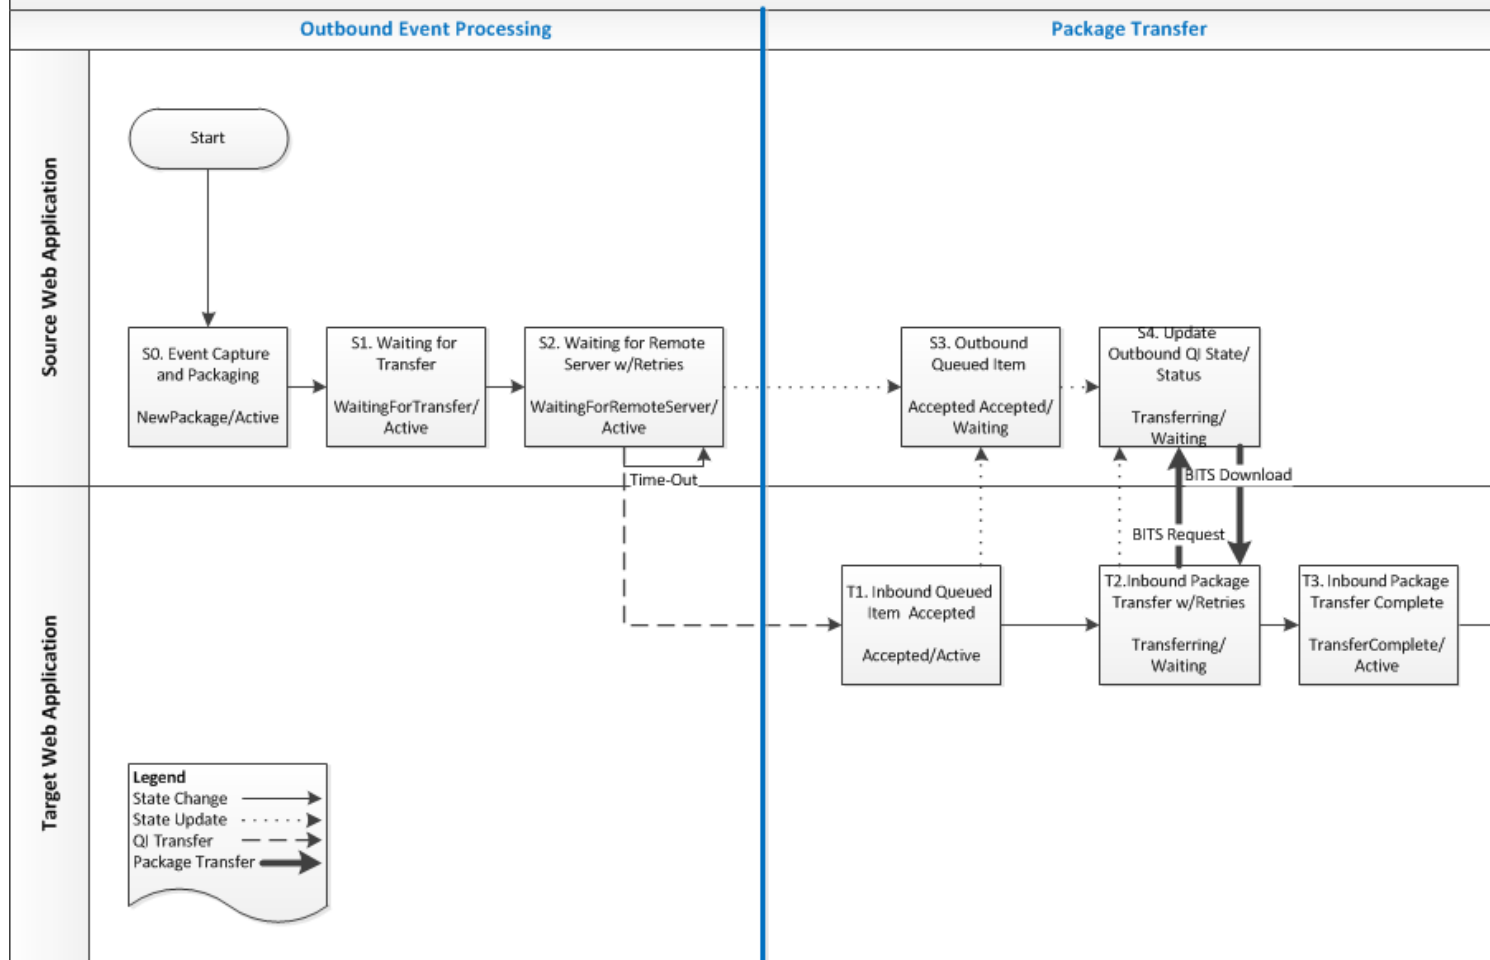 Outbound Event Processing
Package Transfer
Source Web Application
Start
S0. Event Capture
and Packaging
NewPackage/Active
S1. Waiting for
Transfer
WaitingForTransfer/
Active
S2. Waiting for Remote
Server w/Retries
WaitingForRemoteServer/
Active
Time-Out
S3. Outbound
Queued Item
Accepted Accepted/
Waiting
S4. Update
Outbound QI State/
Status
Transferring/
Waiting
BITS Download
BITS Request
Target Web Application
T1. Inbound Queued
Item Accepted
Accepted/Active
T2.Inbound Package
Transfer w/Retries
Transferring/
Waiting
T3. Inbound Package
Transfer Complete
TransferComplete/
Active
Legend
State Change
State Update
QI Transfer
Package Transfer